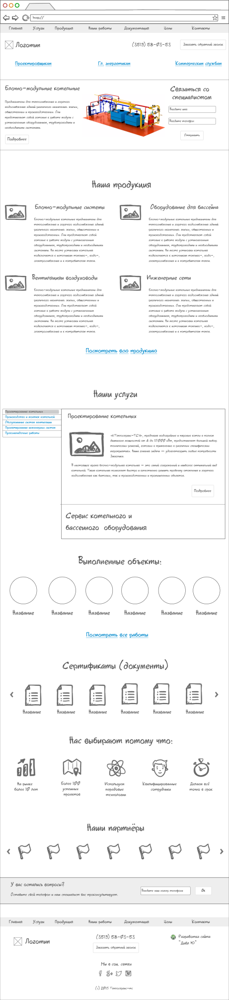 http://
Главная Услуги Продукция Наши работы Документация Цены Контакты
Логотип
(3519) 58-03-53
Заказать обратный звонок
Проектировщикам Гл. энергетикам Коммерческим службам
Блочно-модульные котельные
Предназначены для теплоснабжения и горячего
водоснабжения зданий различного назначения: жилых,
общественных и производственных. Они
представляют собой готовые к работе модули с
установленным оборудованием, трубопроводами и
необходимыми системами.
Подробнее
Связаться со
специалистом
Введите имя
Введите телефон
Отправить
Наша продукция
Блочно-модульные системы
Блочно-модульные котельные предназначены для
теплоснабжения и горячего водоснабжения зданий
различного назначения: жилых, общественных и
производственных. Они представляют собой
готовые к работе модули с установленным
оборудованием, трубопроводами и необходимыми
системами. На месте установки котельная
подключается к источникам топливо-, водо-,
электроснабжения и к потребителям тепла.
Оборудование для бассейна
Блочно-модульные котельные предназначены для
теплоснабжения и горячего водоснабжения зданий
различного назначения: жилых, общественных и
производственных. Они представляют собой
готовые к работе модули с установленным
оборудованием, трубопроводами и необходимыми
системами. На месте установки котельная
подключается к источникам топливо-, водо-,
электроснабжения и к потребителям тепла.
Вентиляцияи воздуховоды
Блочно-модульные котельные предназначены для
теплоснабжения и горячего водоснабжения зданий
различного назначения: жилых, общественных и
производственных. Они представляют собой
готовые к работе модули с установленным
оборудованием, трубопроводами и необходимыми
системами. На месте установки котельная
подключается к источникам топливо-, водо-,
электроснабжения и к потребителям тепла.
Инженерные сети
Блочно-модульные котельные предназначены для
теплоснабжения и горячего водоснабжения зданий
различного назначения: жилых, общественных и
производственных. Они представляют собой
готовые к работе модули с установленным
оборудованием, трубопроводами и необходимыми
системами. На месте установки котельная
подключается к источникам топливо-, водо-,
электроснабжения и к потребителям тепла.
Посмотреть всю продукцию
Наши услуги
Проектирование котельных
Производство и монтаж котельной
Обслуживание систем вентиляции
Проектирование инженерных систем
Пусконаладочные работы
Проектирование котельных
«Теплосервис-ТС», предлагая водогрейные и паровые котлы в полном
диапазоне мощностей от 4 до 15000 кВт, предоставляет большой выбор
технических решений, готовых к применению в различных специфических
мероприятиях. Наша главная задача — удовлетворить любые потребности
Заказчика.
В настоящее время блочно-модульная котельная — это самый современный и наиболее оптимальный вид
котельной. Такая котельная позволяет быстро и качественно решить проблему отопления и горячего
водоснабжения как бытовых, так и производственных и промышленных объектов.
Подробнее
Сервис котельного и
бассеиного оборудования
Выполненные объекты:
Название Название Название Название Название Название
Посмотреть все работы
Сертификаты (документы)
Название Название Название Название Название Название
Нас выбирают потому что:
На рынке
более 10 лет
Более 100
успешных
проектов
Используем
передовые
технологии
Квалифицированные
сотрудники
Делаем всё
точно в срок
Наши партнёры
У вас остались вопросы?
Оставьте свой телефон и наш специалист вас проконсультирует.
Введите ваш номер телефона
Ок
Главная Услуги Продукция Наши работы Документация Цены Контакты
Логотип
(3519) 58-03-53
Заказать обратный звонок
Разработка сайта
"Дабл Ю"
Мы в соц. сетях
(c) 2015 Теплосервис-тс